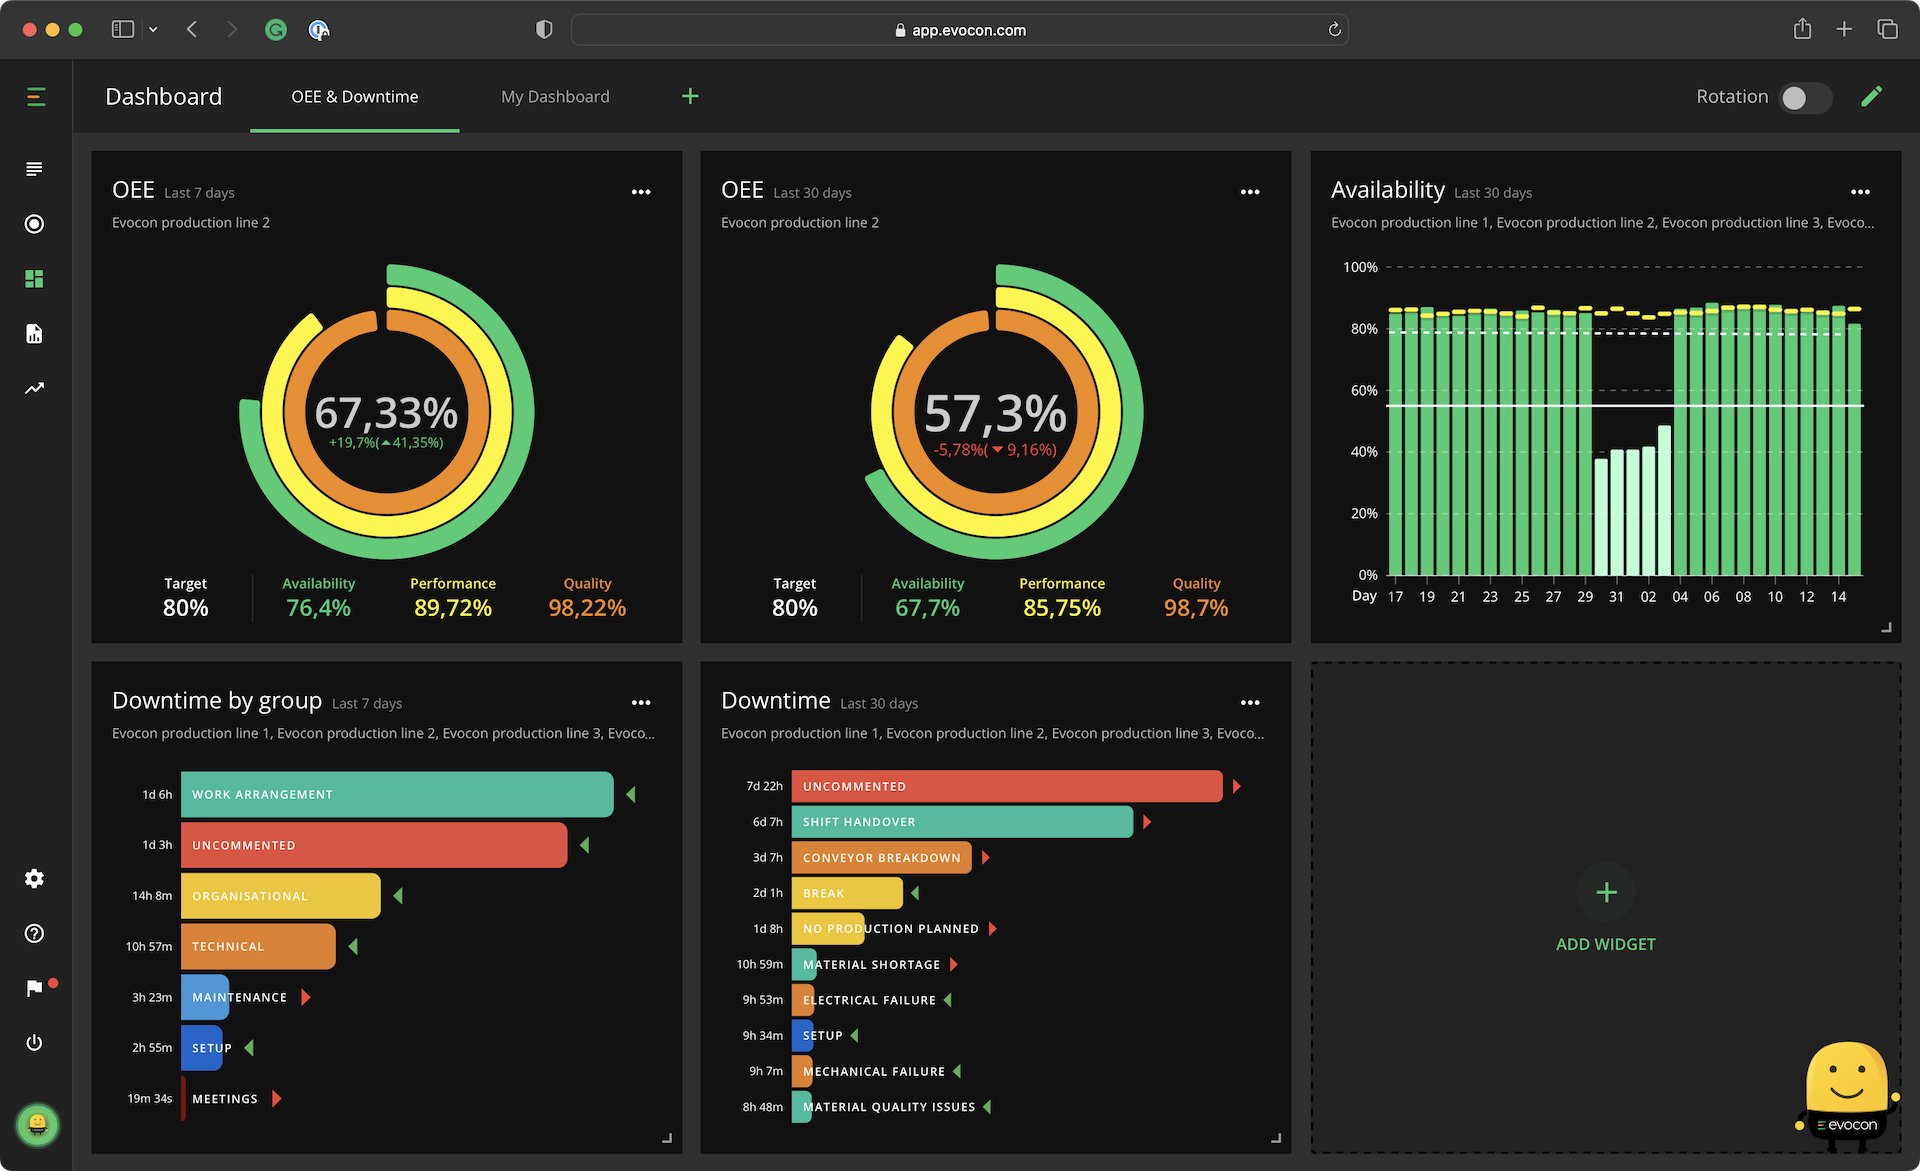 app.evocon.com
Dashboard
OEE & Downtime
My Dashboard
Rotation
OEE Last 7 days
Evocon production line 2
67,33%
+19,7%(▲41,35%)
Target
80%
Availability
76,4%
Performance
89,72%
Quality
98,22%
OEE Last 30 days
Evocon production line 2
57,3%
-5,78%(▼9,16%)
Target
80%
Availability
67,7%
Performance
85,75%
Quality
98,7%
Availability Last 30 days
Evocon production line 1, Evocon production line 2, Evocon production line 3, Evoco...
100%
80%
60%
40%
20%
0%
Day 17 19 21 23 25 27 29 31 02 04 06 08 10 12 14
Downtime by group Last 7 days
Evocon production line 1, Evocon production line 2, Evocon production line 3, Evoco...
1d 6h WORK ARRANGEMENT
1d 3h UNCOMMENTED
14h 8m ORGANISATIONAL
10h 57m TECHNICAL
3h 23m MAINTENANCE
2h 55m SETUP
19m 34s MEETINGS
Downtime Last 30 days
Evocon production line 1, Evocon production line 2, Evocon production line 3, Evoco...
7d 22h UNCOMMENTED
6d 7h SHIFT HANDOVER
3d 7h CONVEYOR BREAKDOWN
2d 1h BREAK
1d 8h NO PRODUCTION PLANNED
10h 59m MATERIAL SHORTAGE
9h 53m ELECTRICAL FAILURE
9h 34m SETUP
9h 7m MECHANICAL FAILURE
8h 48m MATERIAL QUALITY ISSUES
ADD WIDGET
evocon